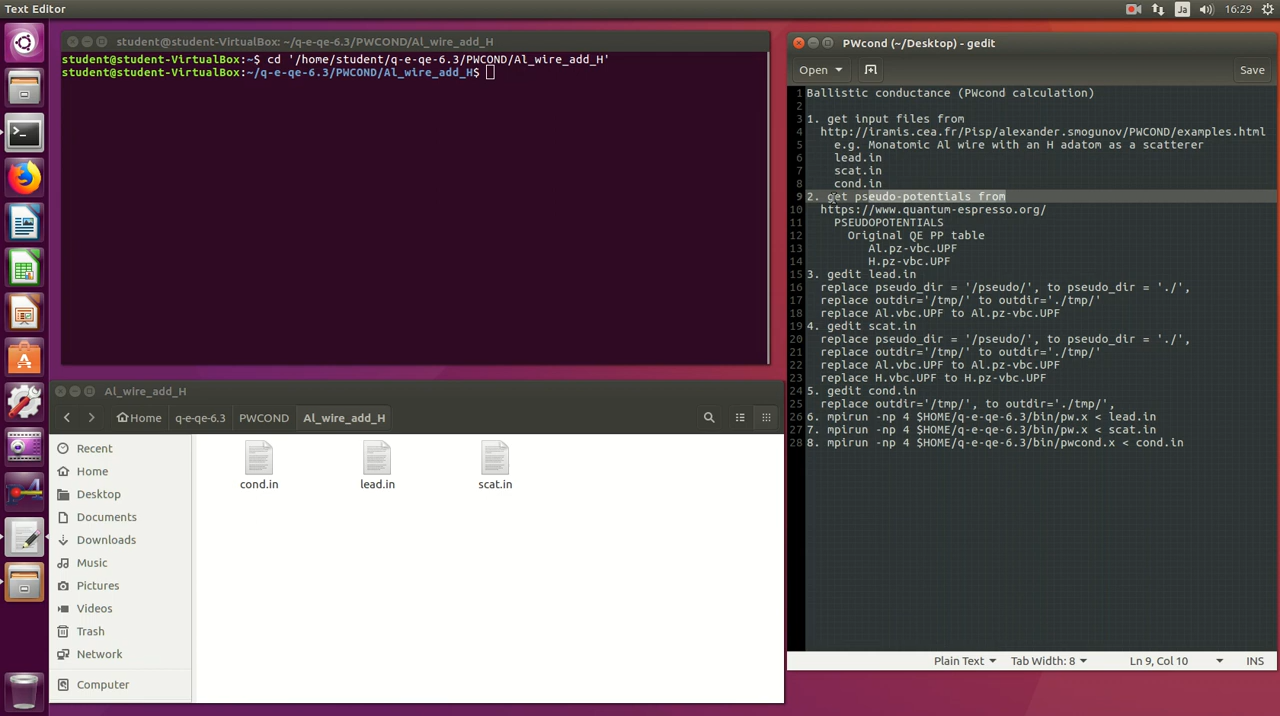 Text Editor
Ja
16:29
student@student-VirtualBox: ~/q-e-qe-6.3/PWCOND/Al_wire_add_H
student@student-VirtualBox:~$ cd '/home/student/q-e-qe-6.3/PWCOND/Al_wire_add_H'
student@student-VirtualBox:~/q-e-qe-6.3/PWCOND/Al_wire_add_H$
Al_wire_add_H
Home
q-e-qe-6.3
PWCOND
Al_wire_add_H
Recent
Home
Desktop
Documents
Downloads
Music
Pictures
Videos
Trash
Network
Computer
cond.in
lead.in
scat.in
PWcond (~/Desktop) - gedit
Open
Save
1 Ballistic conductance (PWcond calculation)
2
3 1. get input files from
4 http://iramis.cea.fr/Pisp/alexander.smogunov/PWCOND/examples.html
5 e.g. Monatomic Al wire with an H adatom as a scatterer
6 lead.in
7 scat.in
8 cond.in
9 2. get pseudo-potentials from
10 https://www.quantum-espresso.org/
11 PSEUDOPOTENTIALS
12 Original QE PP table
13 Al.pz-vbc.UPF
14 H.pz-vbc.UPF
15 3. gedit lead.in
16 replace pseudo_dir = '/pseudo/', to pseudo_dir = './',
17 replace outdir='/tmp/' to outdir='./tmp/'
18 replace Al.vbc.UPF to Al.pz-vbc.UPF
19 4. gedit scat.in
20 replace pseudo_dir = '/pseudo/', to pseudo_dir = './',
21 replace outdir='/tmp/' to outdir='./tmp/'
22 replace Al.vbc.UPF to Al.pz-vbc.UPF
23 replace H.vbc.UPF to H.pz-vbc.UPF
24 5. gedit cond.in
25 replace outdir='/tmp/', to outdir='./tmp/',
26 6. mpirun -np 4 $HOME/q-e-qe-6.3/bin/pw.x < lead.in
27 7. mpirun -np 4 $HOME/q-e-qe-6.3/bin/pw.x < scat.in
28 8. mpirun -np 4 $HOME/q-e-qe-6.3/bin/pwcond.x < cond.in
Plain Text
Tab Width: 8
Ln 9, Col 10
INS